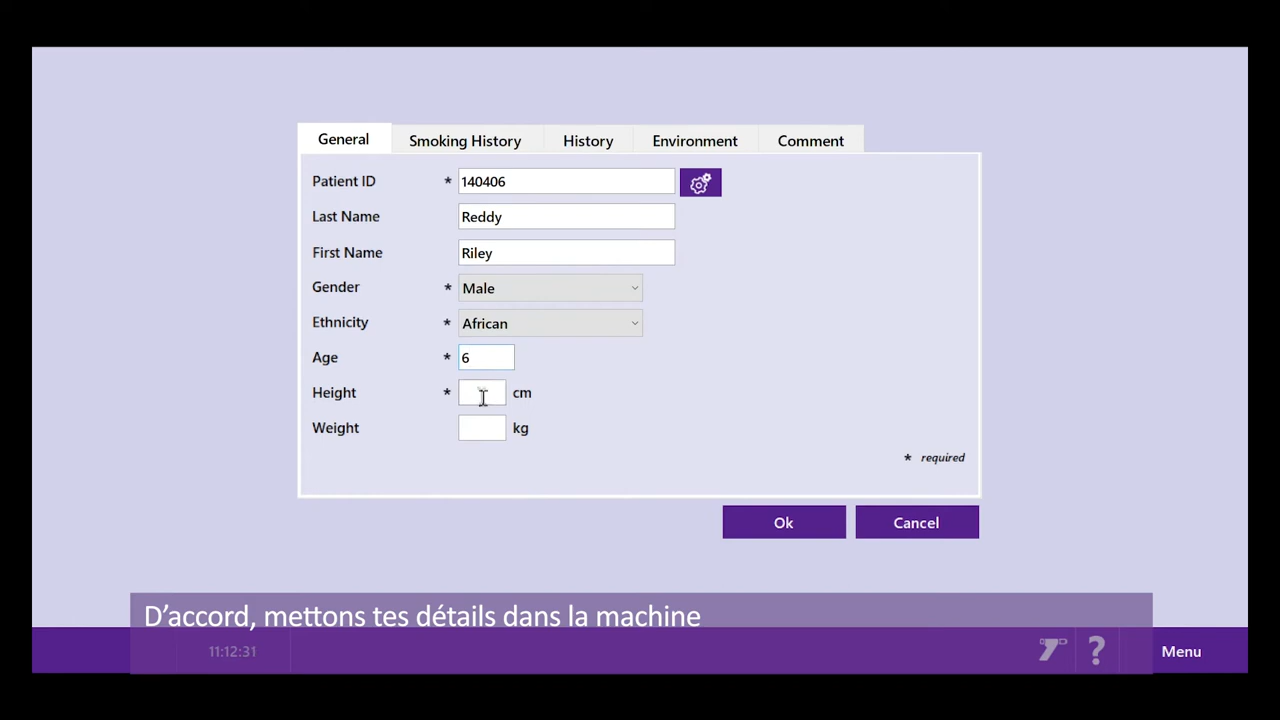 General Smoking History History Environment Comment
Patient ID * 140406
Last Name Reddy
First Name Riley
Gender * Male
Ethnicity * African
Age * 6
Height * cm
Weight kg
* required
Ok Cancel
D’accord, mettons tes détails dans la machine
11:12:31 ? Menu